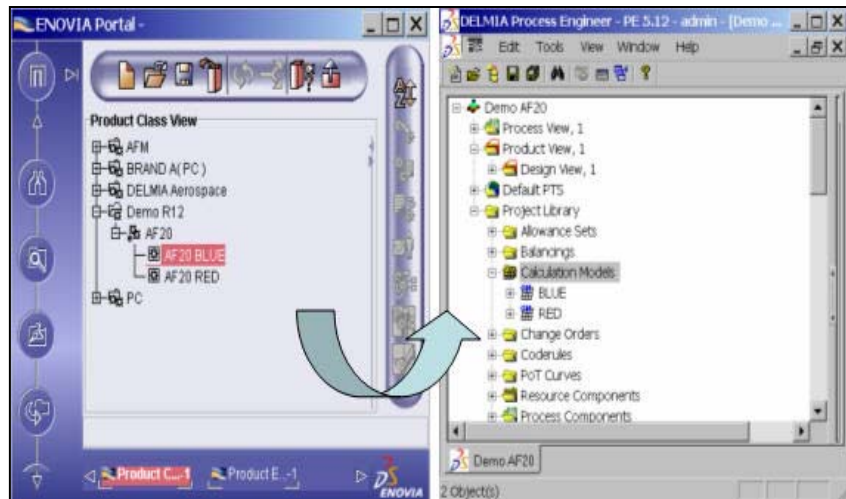 ENOVIA Portal -
Product Class View
AFM
BRAND A(PC)
DELMIA Aerospace
Demo R12
AF20
AF20 BLUE
AF20 RED
PC
Product C...-1
Product E...-1
ENOVIA
DELMIA Process Engineer - PE 5.12 - admin - [Demo ...
Edit Tools View Window Help
Demo AF20
Process View, 1
Product View, 1
Design View, 1
Default PTS
Project Library
Allowance Sets
Balancings
Calculation Models
BLUE
RED
Change Orders
Coderules
PoT Curves
Resource Components
Process Components
Demo AF20
2 Object(s)